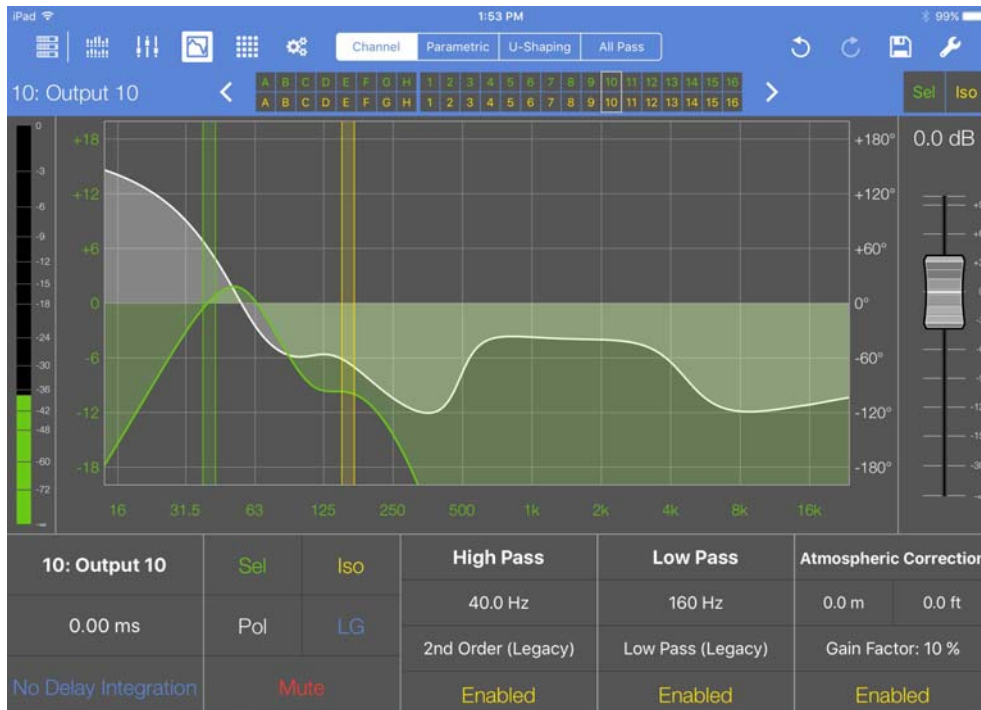 iPad 1:53 PM 99%
Channel Parametric U-Shaping All Pass
10: Output 10 A B C D E F G H 1 2 3 4 5 6 7 8 9 10 11 12 13 14 15 16 Sel Iso
A B C D E F G H 1 2 3 4 5 6 7 8 9 10 11 12 13 14 15 16
0 +18 +180° 0.0 dB
-3
+12 +120°
-6
-9 +6 +60°
-12
-15
-18 0 0°
-24
-30 -6 -60°
-36
-42 -12 -120°
-48
-60 -18 -180°
-72
-∞ 16 31.5 63 125 250 500 1k 2k 4k 8k 16k
10: Output 10 Sel Iso High Pass Low Pass Atmospheric Correction
40.0 Hz 160 Hz 0.0 m 0.0 ft
0.00 ms Pol LG
2nd Order (Legacy) Low Pass (Legacy) Gain Factor: 10 %
No Delay Integration Mute Enabled Enabled Enabled